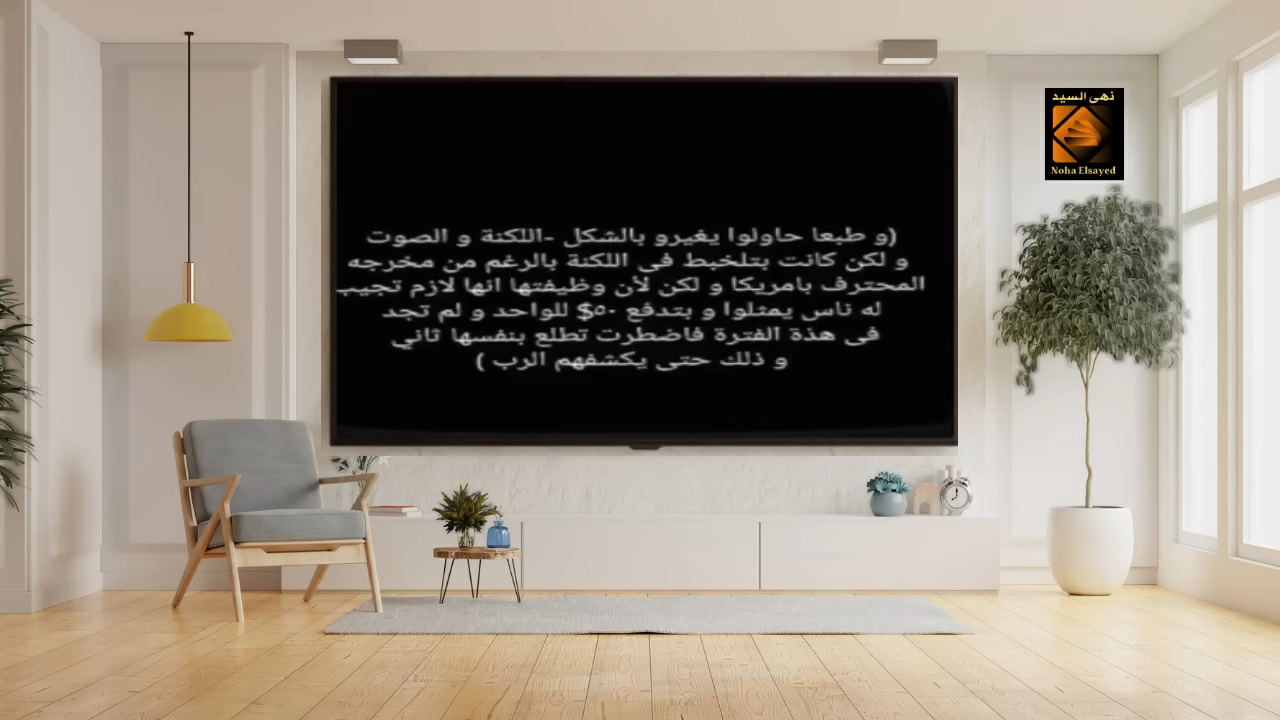 (و طبعا حاولوا يغيرو بالشكل -اللكنة و الصوت
و لكن كانت بتلخبط فى اللكنة بالرغم من مخرجه
المحترف بامريكا و لكن لأن وظيفتها انها لازم تجيب
له ناس يمثلوا و بتدفع ٥٠$ للواحد و لم تجد
فى هذة الفترة فاضطرت تطلع بنفسها ثاني
و ذلك حتى يكشفهم الرب )
نهى السيد
Noha Elsayed